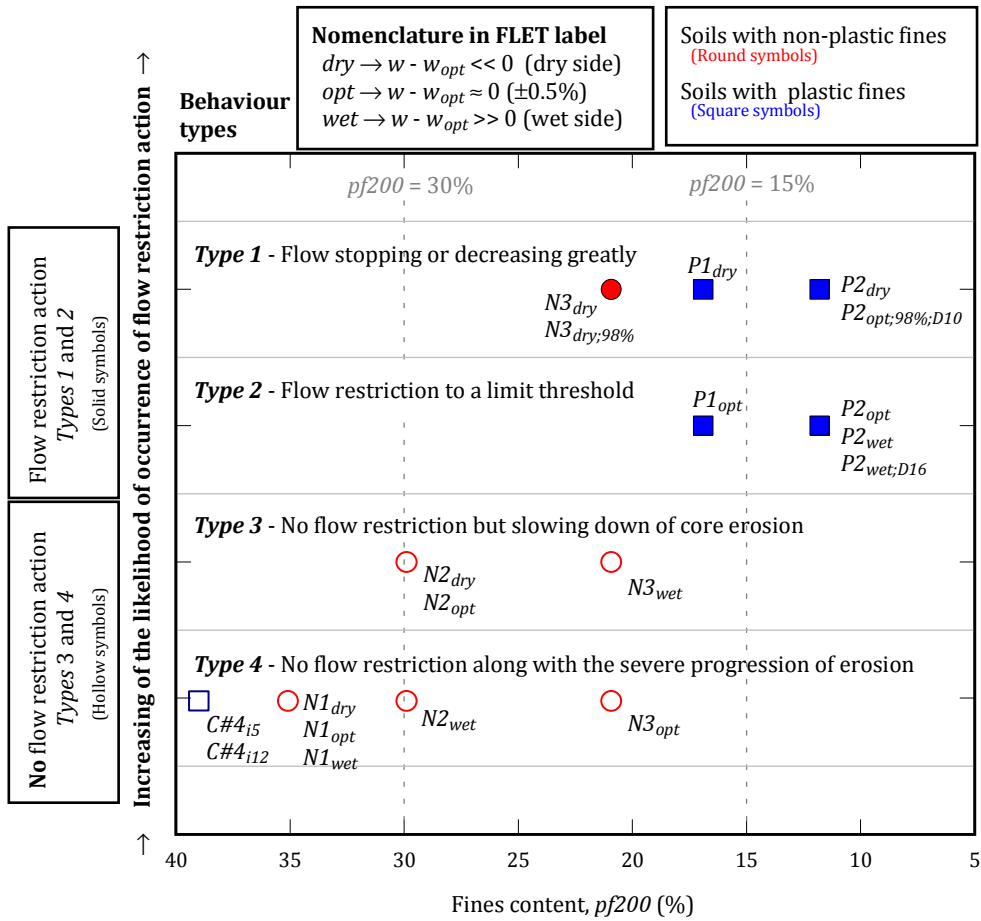 Nomenclature in FLET label
dry → w - wopt << 0 (dry side)
opt → w - wopt ≈ 0 (±0.5%)
wet → w - wopt >> 0 (wet side)
Soils with non-plastic fines
(Round symbols)
Soils with plastic fines
(Square symbols)
Behaviour
types
pf200 = 30%
pf200 = 15%
Flow restriction action
Types 1 and 2
(Solid symbols)
No flow restriction action
Types 3 and 4
(Hollow symbols)
→ Increasing of the likelihood of occurrence of flow restriction action →
Type 1 - Flow stopping or decreasing greatly
N3dry
N3dry;98%
P1dry
P2dry
P2opt;98%;D10
Type 2 - Flow restriction to a limit threshold
P1opt
P2opt
P2wet
P2wet;D16
Type 3 - No flow restriction but slowing down of core erosion
N2dry
N2opt
N3wet
Type 4 - No flow restriction along with the severe progression of erosion
C#4i5
C#4i12
N1dry
N1opt
N1wet
N2wet
N3opt
40 35 30 25 20 15 10 5
Fines content, pf200 (%)